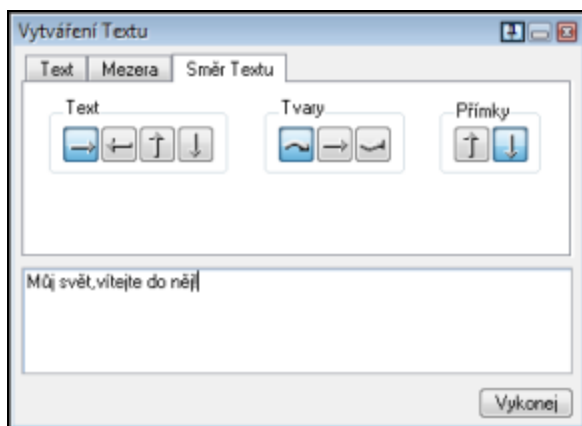 Vytváření Textu
Text Mezera Směr Textu
Text Tvary Přímky
Můj svět,vítejte do něj!
Vykonej